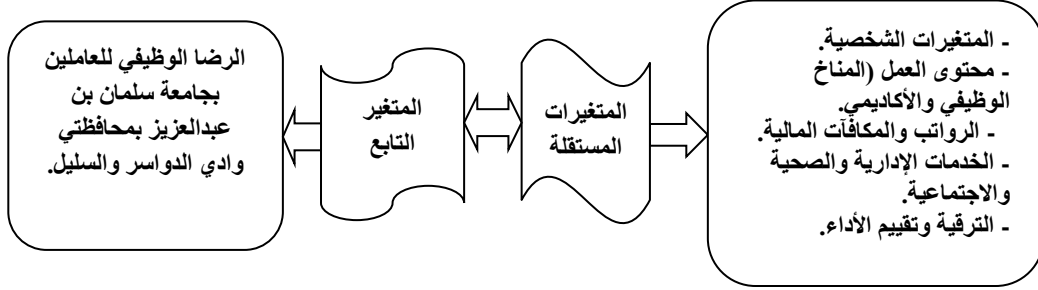 - المتغيرات الشخصية.
- محتوى العمل (المناخ
الوظيفي والأكاديمي.
- الرواتب والمكافآت المالية.
- الخدمات الإدارية والصحية
والاجتماعية.
- الترقية وتقييم الأداء.
المتغيرات
المستقلة
المتغير
التابع
الرضا الوظيفي للعاملين
بجامعة سلمان بن
عبدالعزيز بمحافظتي
وادي الدواسر والسليل.